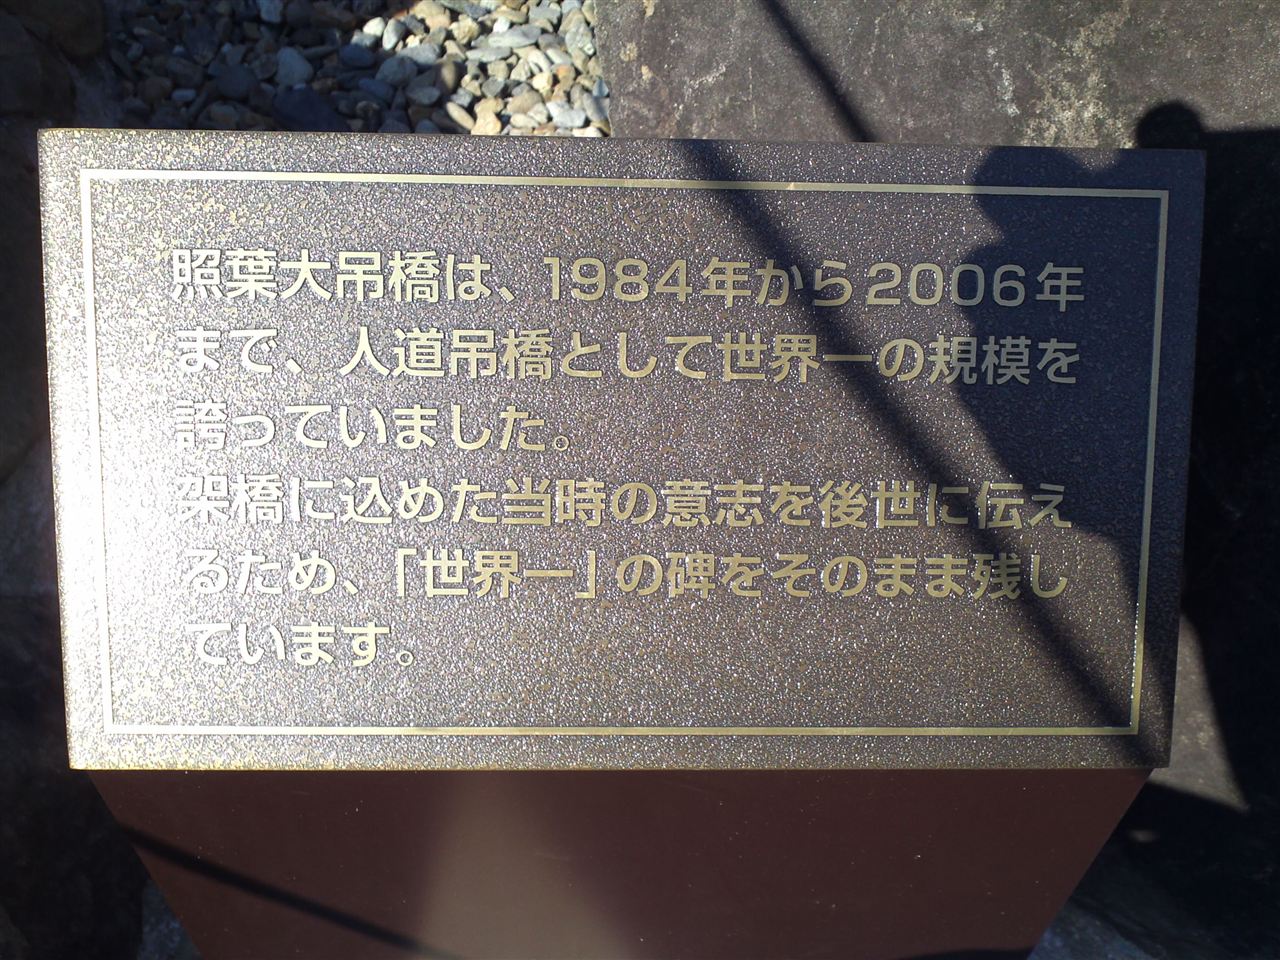 照葉大吊橋は、1984年から2006年
まで、人道吊橋として世界一の規模を
誇っていました。
架橋に込めた当時の意志を後世に伝え
るため、「世界一」の碑をそのまま残し
ています。